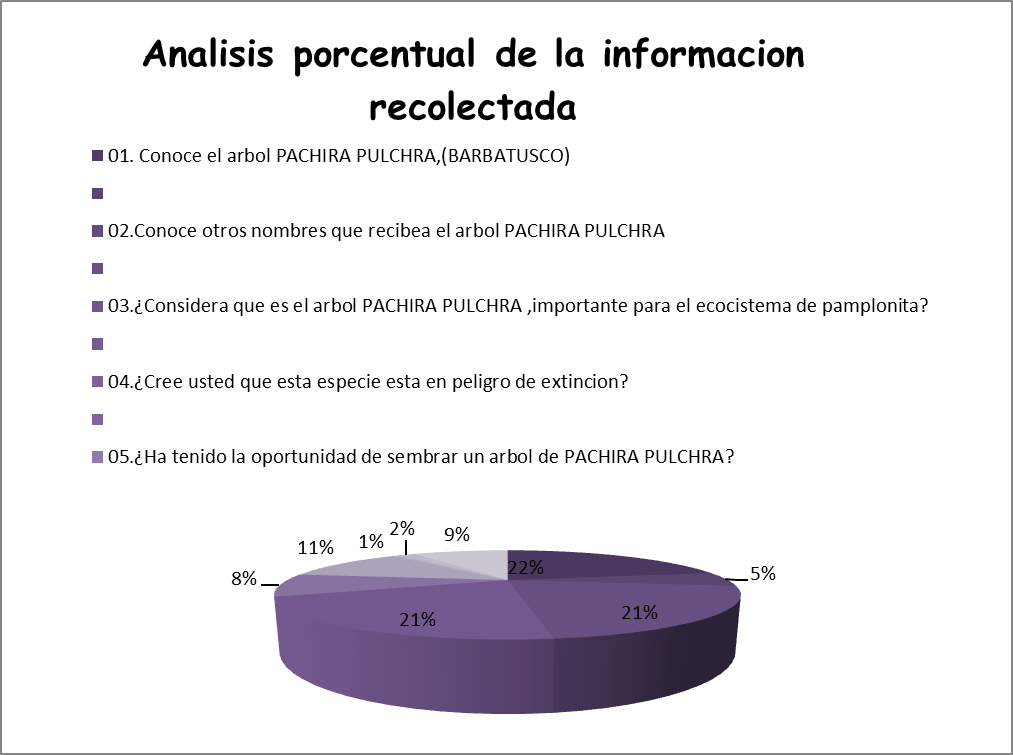 Analisis porcentual de la informacion
recolectada
01. Conoce el arbol PACHIRA PULCHRA,(BARBATUSCO)
02.Conoce otros nombres que recibea el arbol PACHIRA PULCHRA
03.¿Considera que es el arbol PACHIRA PULCHRA ,importante para el ecocistema de pamplonita?
04.¿Cree usted que esta especie esta en peligro de extincion?
05.¿Ha tenido la oportunidad de sembrar un arbol de PACHIRA PULCHRA?
2%
11% 1% 9%
22%
8% 5%
21% 21%